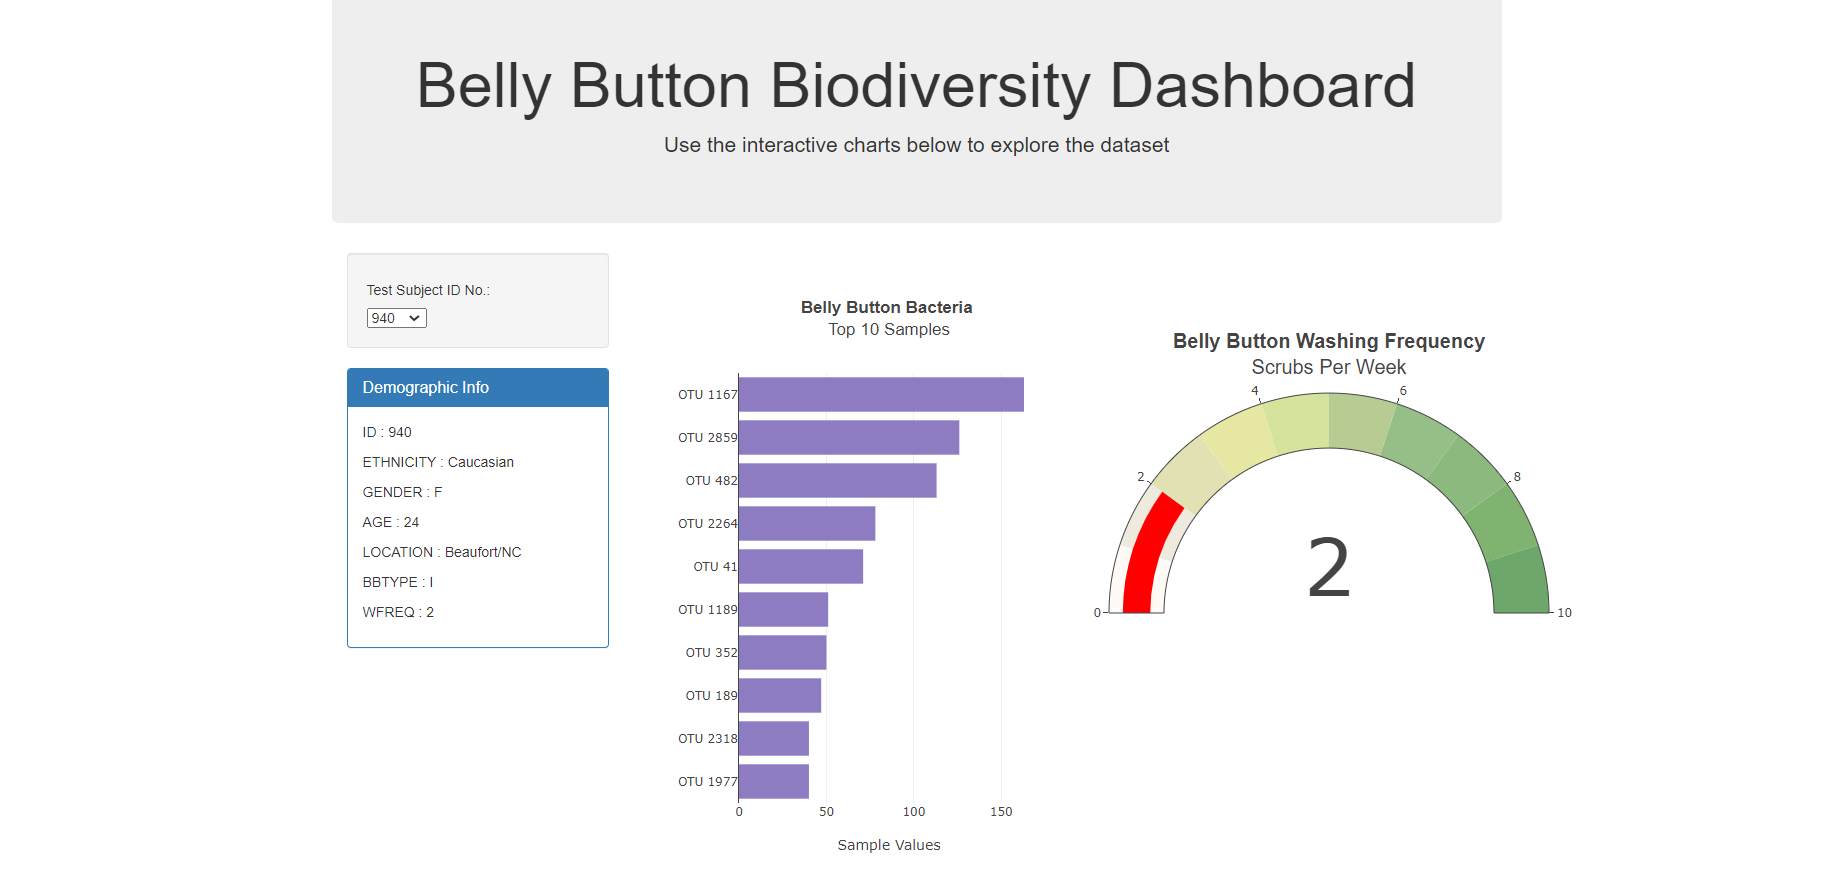 Belly Button Biodiversity Dashboard
Use the interactive charts below to explore the dataset
Test Subject ID No.:
940
Demographic Info
ID : 940
ETHNICITY : Caucasian
GENDER : F
AGE : 24
LOCATION : Beaufort/NC
BBTYPE : I
WFREQ : 2
Belly Button Bacteria
Top 10 Samples
OTU 1167
OTU 2859
OTU 482
OTU 2264
OTU 41
OTU 1189
OTU 352
OTU 189
OTU 2318
OTU 1977
0 50 100 150
Sample Values
Belly Button Washing Frequency
Scrubs Per Week
4 6
2 8
2
0 10